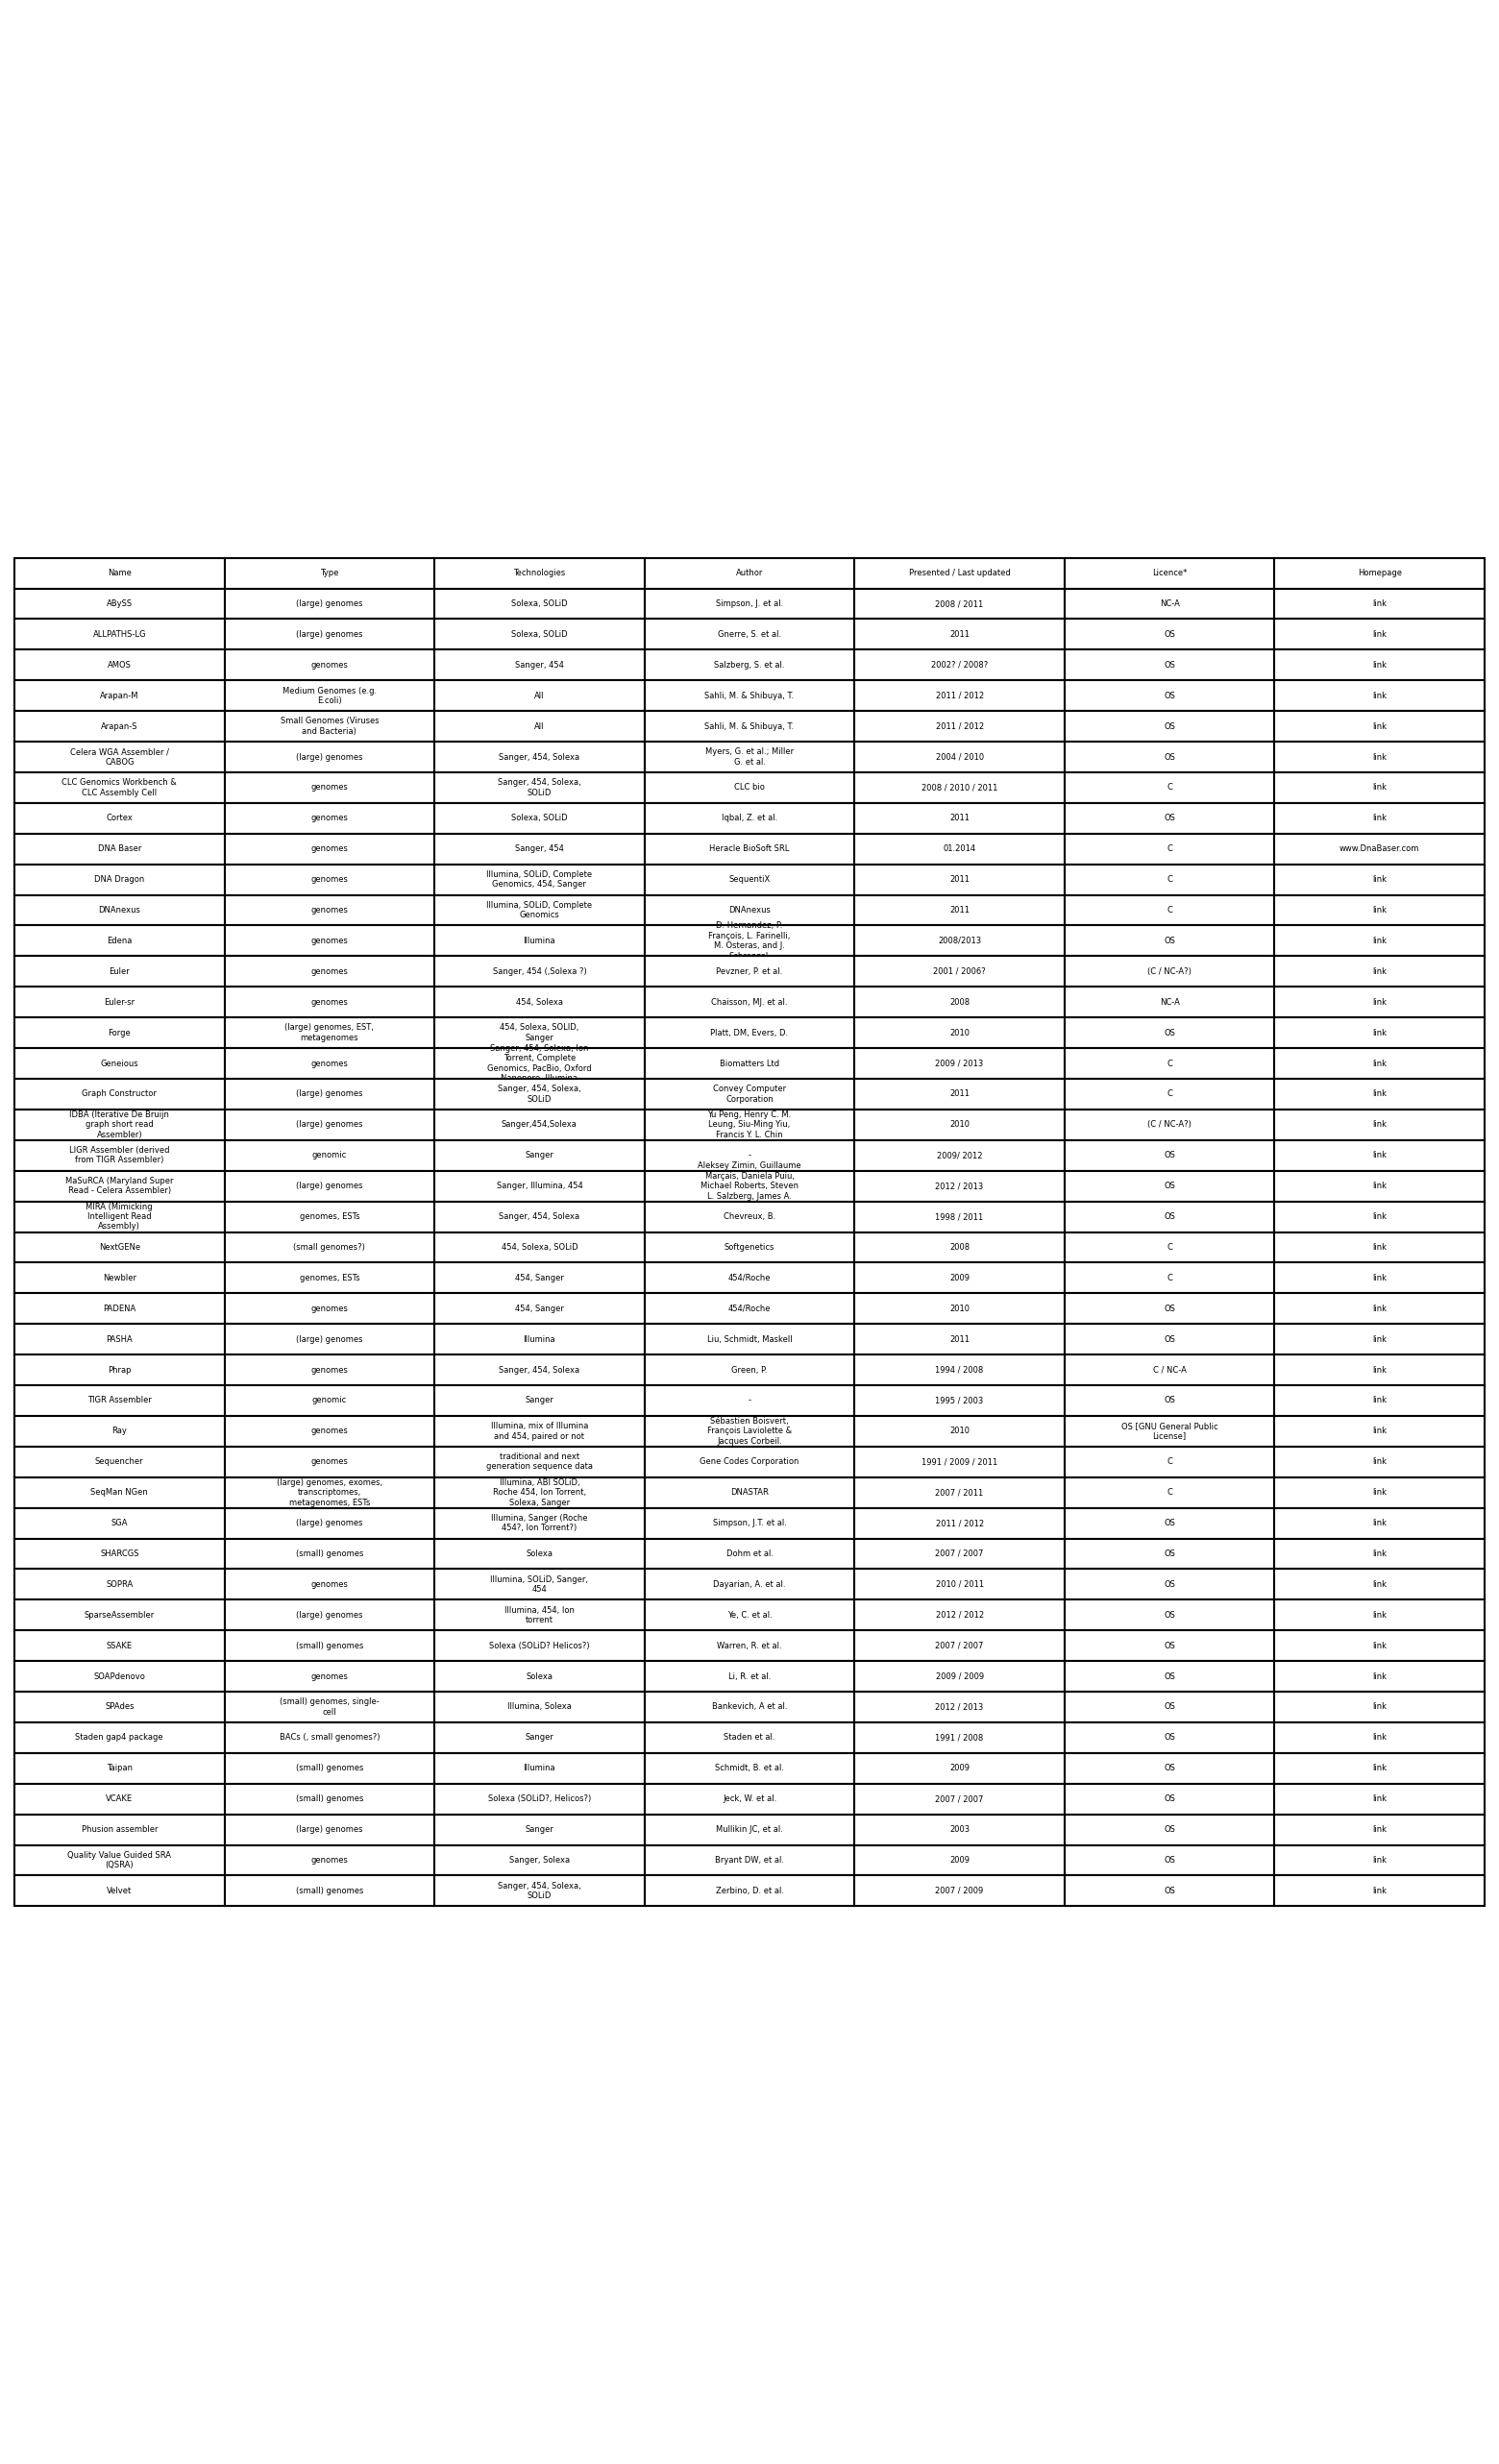 Name Type Technologies Author Presented / Last updated Licence* Homepage
ABySS (large) genomes Solexa, SOLiD Simpson, J. et al. 2008 / 2011 NC-A link
ALLPATHS-LG (large) genomes Solexa, SOLiD Gnerre, S. et al. 2011 OS link
AMOS genomes Sanger, 454 Salzberg, S. et al. 2002? / 2008? OS link
Arapan-M Medium Genomes (e.g. E.coli) All Sahli, M. & Shibuya, T. 2011 / 2012 OS link
Arapan-S Small Genomes (Viruses and Bacteria) All Sahli, M. & Shibuya, T. 2011 / 2012 OS link
Celera WGA Assembler / CABOG (large) genomes Sanger, 454, Solexa Myers, G. et al.; Miller G. et al. 2004 / 2010 OS link
CLC Genomics Workbench & CLC Assembly Cell genomes Sanger, 454, Solexa, SOLiD CLC bio 2008 / 2010 / 2011 C link
Cortex genomes Solexa, SOLiD Iqbal, Z. et al. 2011 OS link
DNA Baser genomes Sanger, 454 Heracle BioSoft SRL 01.2014 C www.DnaBaser.com
DNA Dragon genomes Illumina, SOLiD, Complete Genomics, 454, Sanger SequentiX 2011 C link
DNAnexus genomes Illumina, SOLiD, Complete Genomics DNAnexus 2011 C link
Edena genomes Illumina D. Hernandez, P. François, L. Farinelli, M. Osteras, and J. 2008/2013 OS link
Euler genomes Sanger, 454 (,Solexa ?) Pevzner, P. et al. 2001 / 2006? (C / NC-A?) link
Euler-sr genomes 454, Solexa Chaisson, MJ. et al. 2008 NC-A link
Forge (large) genomes, EST, metagenomes 454, Solexa, SOLID, Sanger Platt, DM, Evers, D. 2010 OS link
Geneious genomes Sanger, 454, Solexa, Ion Torrent, Complete Genomics, PacBio, Oxford Nanopore, Illumina Biomatters Ltd 2009 / 2013 C link
Graph Constructor (large) genomes Sanger, 454, Solexa, SOLiD Convey Computer Corporation 2011 C link
IDBA (Iterative De Bruijn graph short read Assembler) (large) genomes Sanger,454,Solexa Yu Peng, Henry C. M. Leung, Siu-Ming Yiu, Francis Y. L. Chin 2010 (C / NC-A?) link
LIGR Assembler (derived from TIGR Assembler) genomic Sanger - 2009/ 2012 OS link
MaSuRCA (Maryland Super Read - Celera Assembler) (large) genomes Sanger, Illumina, 454 Aleksey Zimin, Guillaume Marçais, Daniela Puiu, Michael Roberts, Steven L. Salzberg, James A. 2012 / 2013 OS link
MIRA (Mimicking Intelligent Read Assembly) genomes, ESTs Sanger, 454, Solexa Chevreux, B. 1998 / 2011 OS link
NextGENe (small genomes?) 454, Solexa, SOLiD Softgenetics 2008 C link
Newbler genomes, ESTs 454, Sanger 454/Roche 2009 C link
PADENA genomes 454, Sanger 454/Roche 2010 OS link
PASHA (large) genomes Illumina Liu, Schmidt, Maskell 2011 OS link
Phrap genomes Sanger, 454, Solexa Green, P. 1994 / 2008 C / NC-A link
TIGR Assembler genomic Sanger - 1995 / 2003 OS link
Ray genomes Illumina, mix of Illumina and 454, paired or not Sébastien Boisvert, François Laviolette & Jacques Corbeil. 2010 OS [GNU General Public License] link
Sequencher genomes traditional and next generation sequence data Gene Codes Corporation 1991 / 2009 / 2011 C link
SeqMan NGen (large) genomes, exomes, transcriptomes, metagenomes, ESTs Illumina, ABI SOLiD, Roche 454, Ion Torrent, Solexa, Sanger DNASTAR 2007 / 2011 C link
SGA (large) genomes Illumina, Sanger (Roche 454?, Ion Torrent?) Simpson, J.T. et al. 2011 / 2012 OS link
SHARCGS (small) genomes Solexa Dohm et al. 2007 / 2007 OS link
SOPRA genomes Illumina, SOLiD, Sanger, 454 Dayarian, A. et al. 2010 / 2011 OS link
SparseAssembler (large) genomes Illumina, 454, Ion torrent Ye, C. et al. 2012 / 2012 OS link
SSAKE (small) genomes Solexa (SOLiD? Helicos?) Warren, R. et al. 2007 / 2007 OS link
SOAPdenovo genomes Solexa Li, R. et al. 2009 / 2009 OS link
SPAdes (small) genomes, single-cell Illumina, Solexa Bankevich, A et al. 2012 / 2013 OS link
Staden gap4 package BACs (, small genomes?) Sanger Staden et al. 1991 / 2008 OS link
Taipan (small) genomes Illumina Schmidt, B. et al. 2009 OS link
VCAKE (small) genomes Solexa (SOLiD?, Helicos?) Jeck, W. et al. 2007 / 2007 OS link
Phusion assembler (large) genomes Sanger Mullikin JC, et al. 2003 OS link
Quality Value Guided SRA (QSRA) genomes Sanger, Solexa Bryant DW, et al. 2009 OS link
Velvet (small) genomes Sanger, 454, Solexa, SOLiD Zerbino, D. et al. 2007 / 2009 OS link